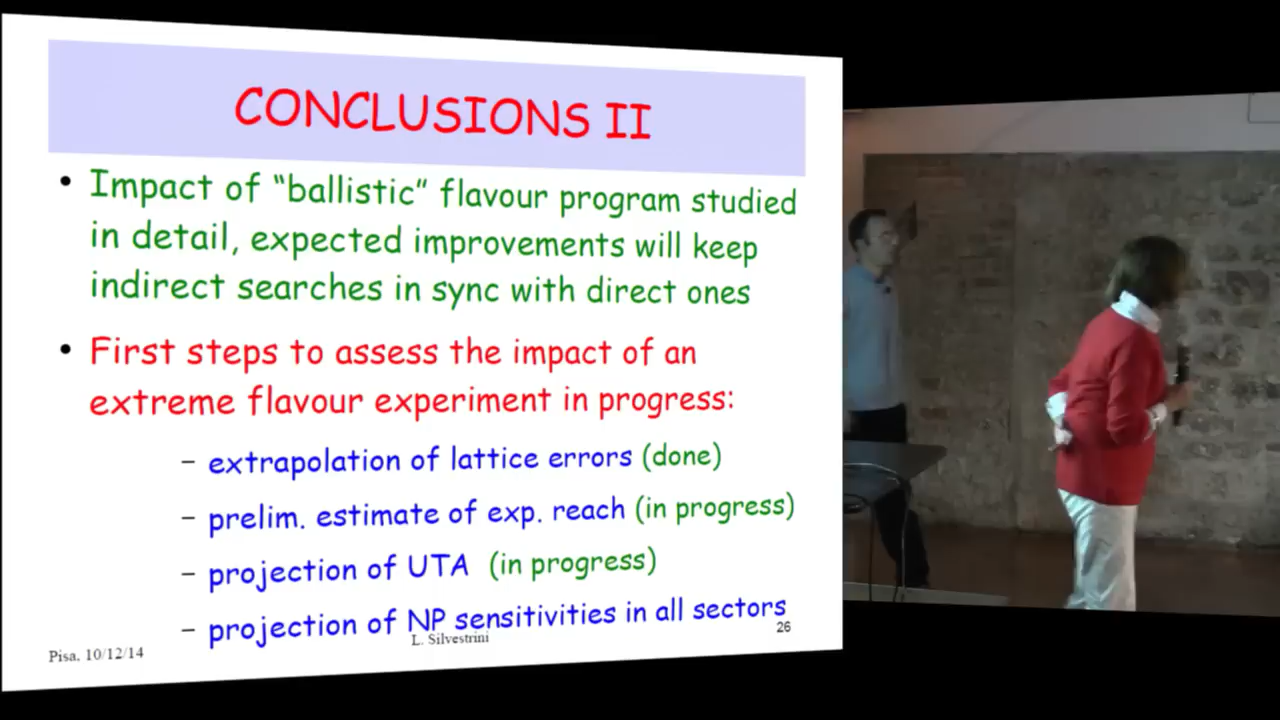 CONCLUSIONS II
• Impact of “ballistic” flavour program studied
in detail, expected improvements will keep
indirect searches in sync with direct ones
• First steps to assess the impact of an
extreme flavour experiment in progress:
– extrapolation of lattice errors (done)
– prelim. estimate of exp. reach (in progress)
– projection of UTA (in progress)
– projection of NP sensitivities in all sectors
Pisa, 10/12/14
L. Silvestrini
26